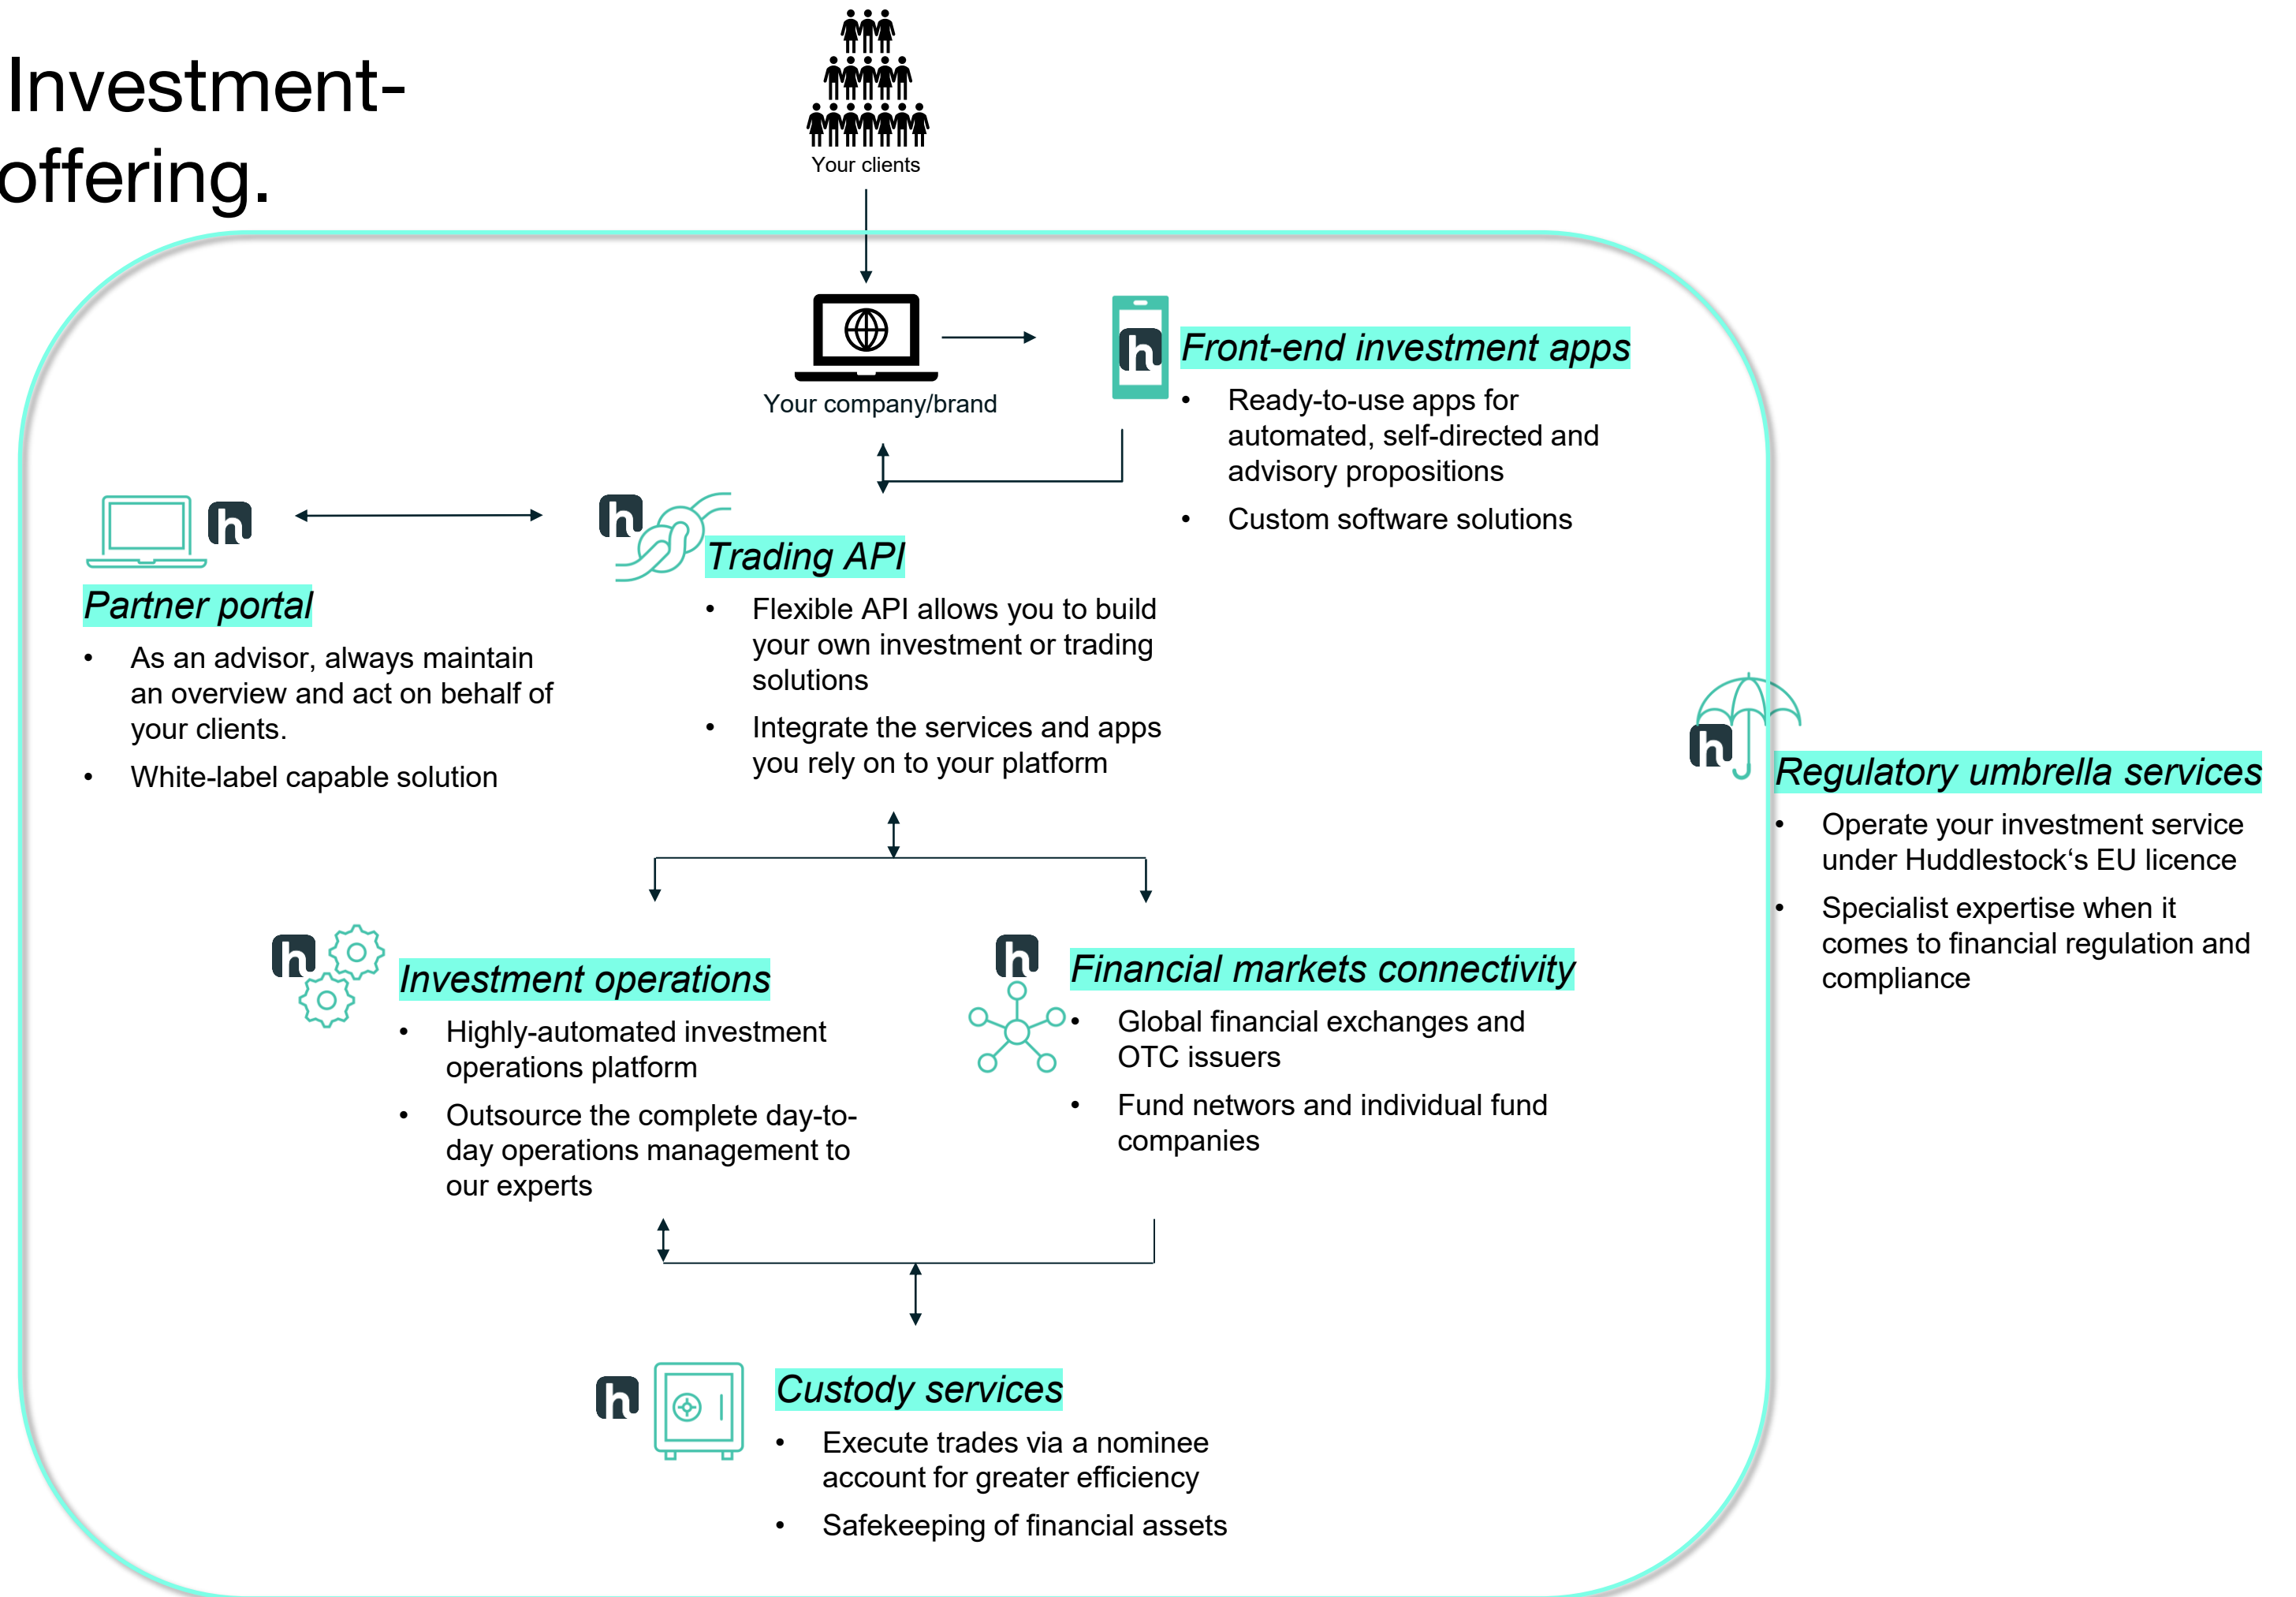 Investment-
offering.
Your clients
Your company/brand
Front-end investment apps
• Ready-to-use apps for
automated, self-directed and
advisory propositions
• Custom software solutions
Partner portal
• As an advisor, always maintain
an overview and act on behalf of
your clients.
• White-label capable solution
Trading API
• Flexible API allows you to build
your own investment or trading
solutions
• Integrate the services and apps
you rely on to your platform
Regulatory umbrella services
• Operate your investment service
under Huddlestock‘s EU licence
• Specialist expertise when it
comes to financial regulation and
compliance
Investment operations
• Highly-automated investment
operations platform
• Outsource the complete day-to-
day operations management to
our experts
Financial markets connectivity
• Global financial exchanges and
OTC issuers
• Fund networs and individual fund
companies
Custody services
• Execute trades via a nominee
account for greater efficiency
• Safekeeping of financial assets